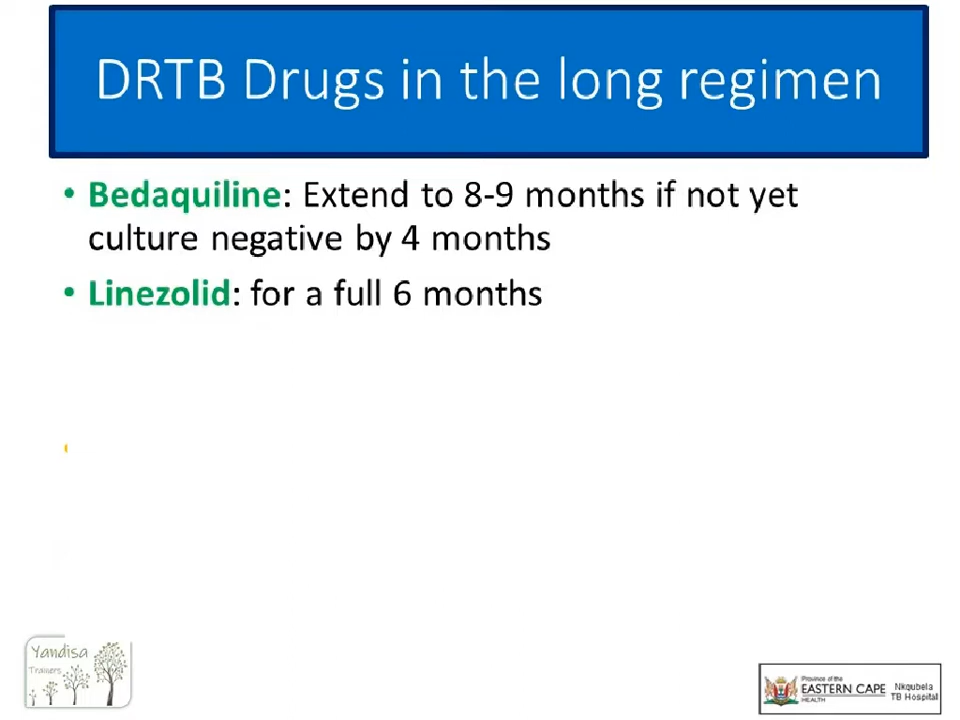 DRTB Drugs in the long regimen
• Bedaquiline: Extend to 8-9 months if not yet
culture negative by 4 months
• Linezolid: for a full 6 months
Yandisa
Trainers
Province of the
EASTERN CAPE
HEALTH
Nkqubela
TB Hospital